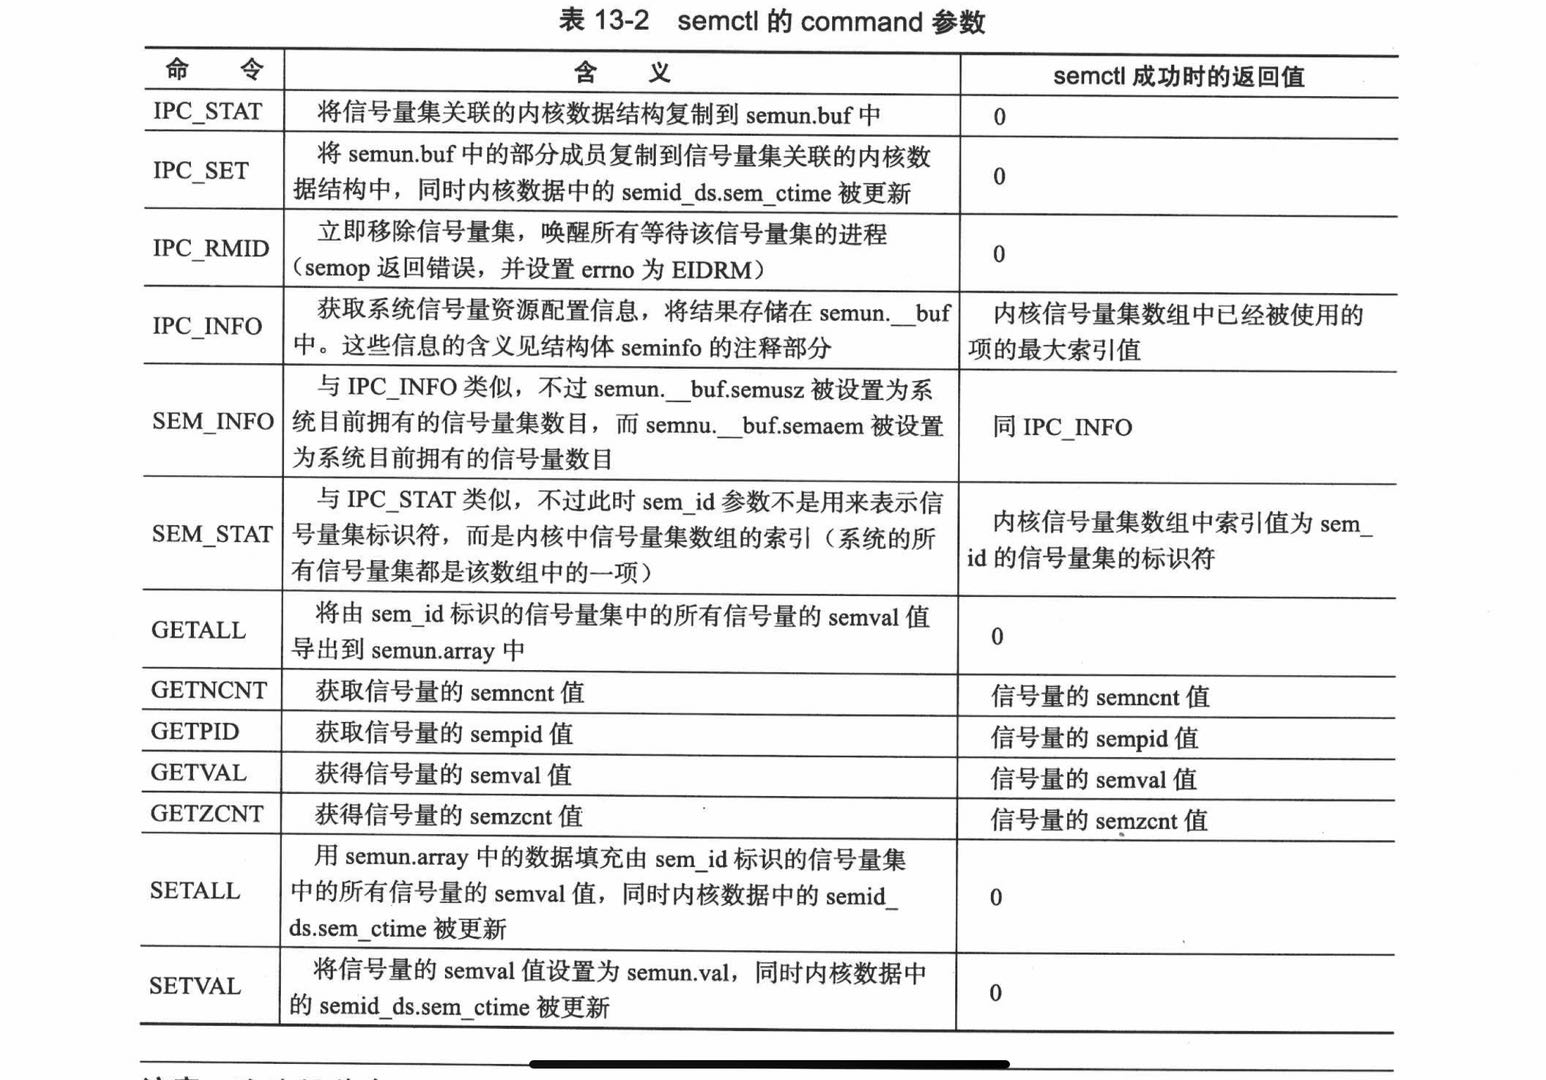 表 13-2 semctl 的 command 参数
命 令 含 义 semctl 成功时的返回值
IPC_STAT 将信号量集关联的内核数据结构复制到 semun.buf 中 0
IPC_SET 将 semun.buf 中的部分成员复制到信号量集关联的内核数
据结构中，同时内核数据中的 semid_ds.sem_ctime 被更新 0
IPC_RMID 立即移除信号量集，唤醒所有等待该信号量集的进程
（semop 返回错误，并设置 errno 为 EIDRM） 0
IPC_INFO 获取系统信号量资源配置信息，将结果存储在 semun.__buf
中。这些信息的含义见结构体 seminfo 的注释部分
内核信号量集数组中已经被使用的
项的最大索引值
SEM_INFO 与 IPC_INFO 类似，不过 semun.__buf.semusz 被设置为系
统目前拥有的信号量集数目，而 semnu.__buf.semaem 被设置
为系统目前拥有的信号量数目
同 IPC_INFO
SEM_STAT 与 IPC_STAT 类似，不过此时 sem_id 参数不是用来表示信
号量集标识符，而是内核中信号量集数组的索引（系统的所
有信号量集都是该数组中的一项）
内核信号量集数组中索引值为 sem_
id 的信号量集的标识符
GETALL 将由 sem_id 标识的信号量集中的所有信号量的 semval 值
导出到 semun.array 中 0
GETNCNT 获取信号量的 semncnt 值 信号量的 semncnt 值
GETPID 获取信号量的 sempid 值 信号量的 sempid 值
GETVAL 获得信号量的 semval 值 信号量的 semval 值
GETZCNT 获得信号量的 semzcnt 值 信号量的 semzcnt 值
SETALL 用 semun.array 中的数据填充由 sem_id 标识的信号量集
中的所有信号量的 semval 值，同时内核数据中的 semid_
ds.sem_ctime 被更新 0
SETVAL 将信号量的 semval 值设置为 semun.val，同时内核数据中
的 semid_ds.sem_ctime 被更新 0